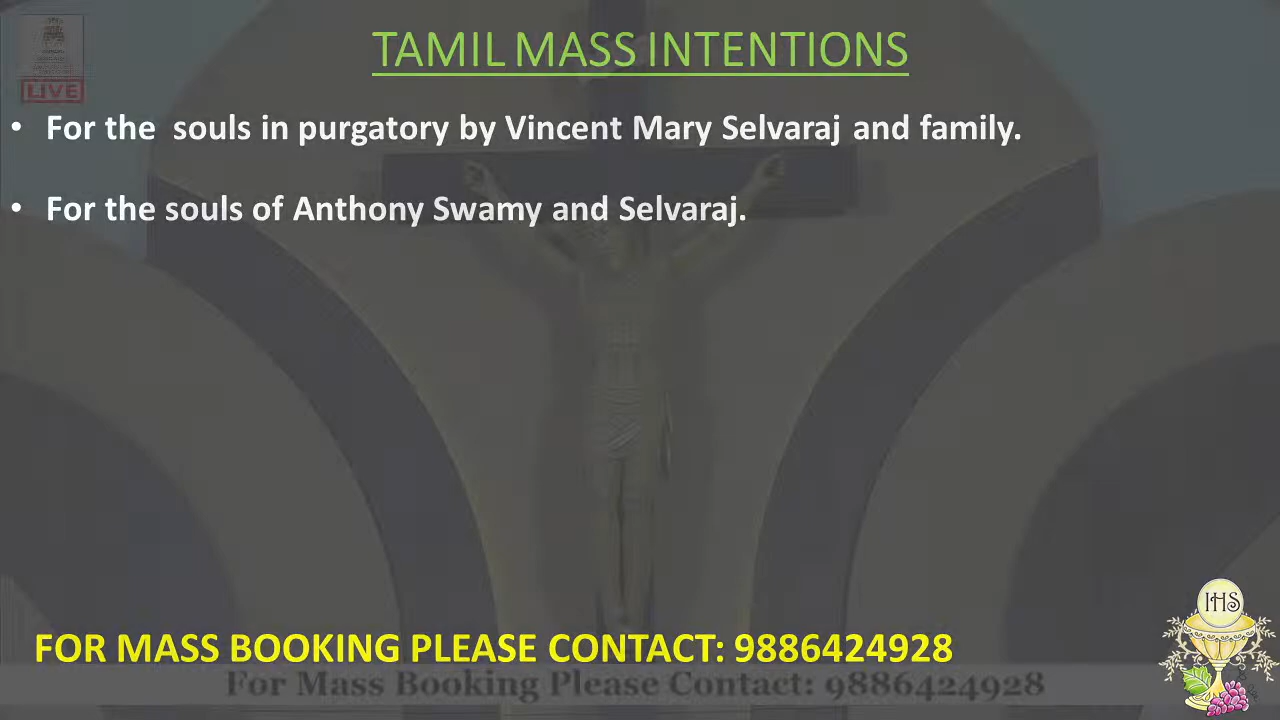 TAMIL MASS INTENTIONS
LIVE
• For the souls in purgatory by Vincent Mary Selvaraj and family.
• For the souls of Anthony Swamy and Selvaraj.
IHS
FOR MASS BOOKING PLEASE CONTACT: 9886424928
For Mass Booking Please Contact: 9886424928